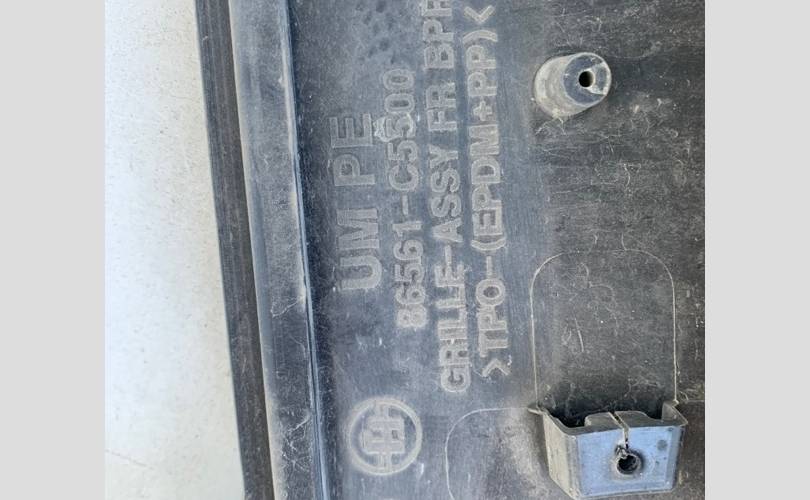 UM PE
86561-C5500
GRILLE-ASSY FR BPR
>TPO-(EPDM+PP)<